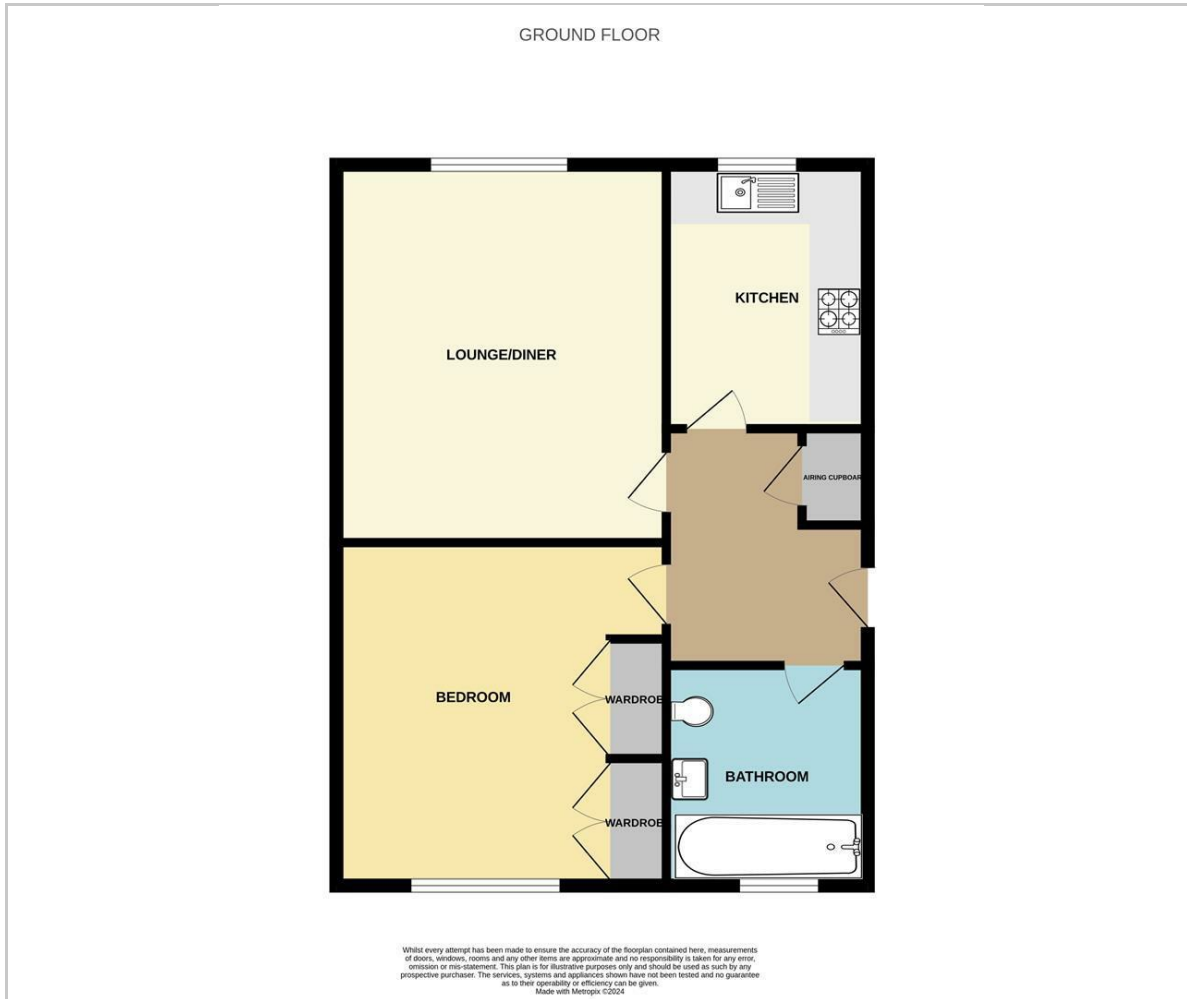 GROUND FLOOR
KITCHEN
LOUNGE/DINER
AIRING CUPBOAR
BEDROOM
WARDROB
BATHROOM
WARDROB
Whilst every attempt has been made to ensure the accuracy of the floorplan contained here, measurements
of doors, windows, rooms and any other items are approximate and no responsibility is taken for any error,
omission or mis-statement. This plan is for illustrative purposes only and should be used as such by any
prospective purchaser. The services, systems and appliances shown have not been tested and no guarantee
as to their operability or efficiency can be given.
Made with Metropix ©2024